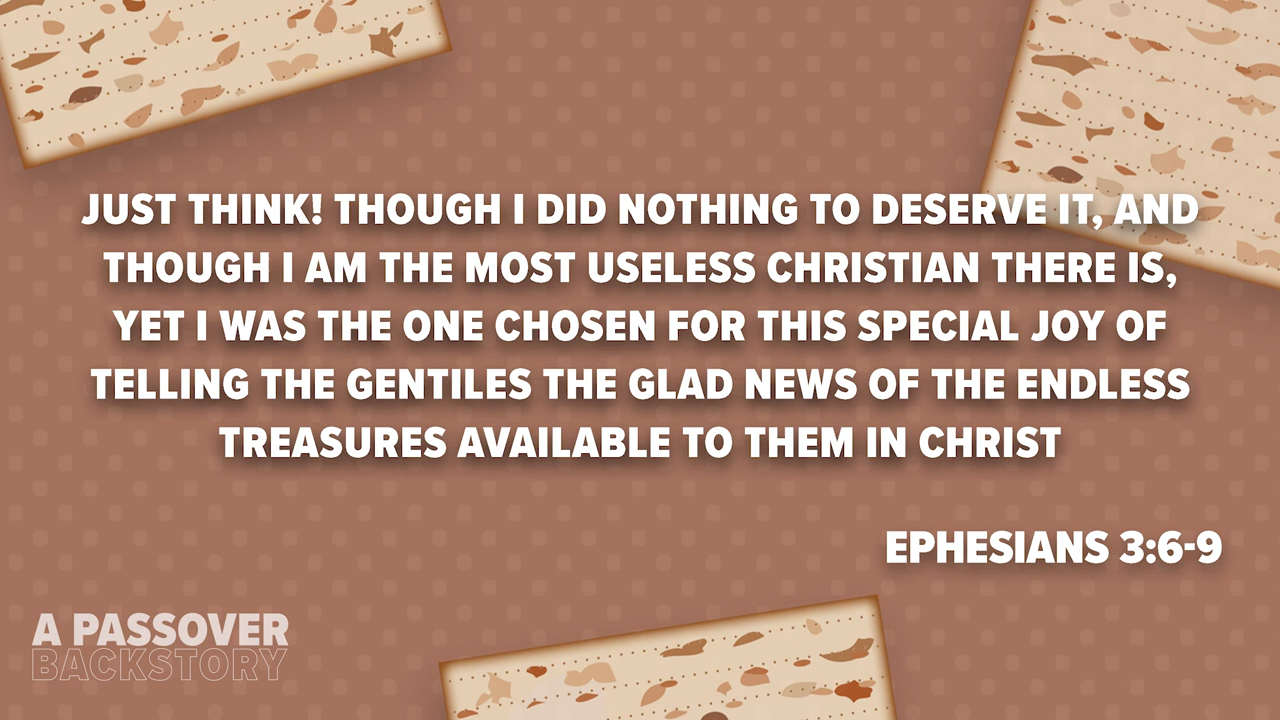 JUST THINK! THOUGH I DID NOTHING TO DESERVE IT, AND
THOUGH I AM THE MOST USELESS CHRISTIAN THERE IS,
YET I WAS THE ONE CHOSEN FOR THIS SPECIAL JOY OF
TELLING THE GENTILES THE GLAD NEWS OF THE ENDLESS
TREASURES AVAILABLE TO THEM IN CHRIST
EPHESIANS 3:6-9
A PASSOVER
BACKSTORY